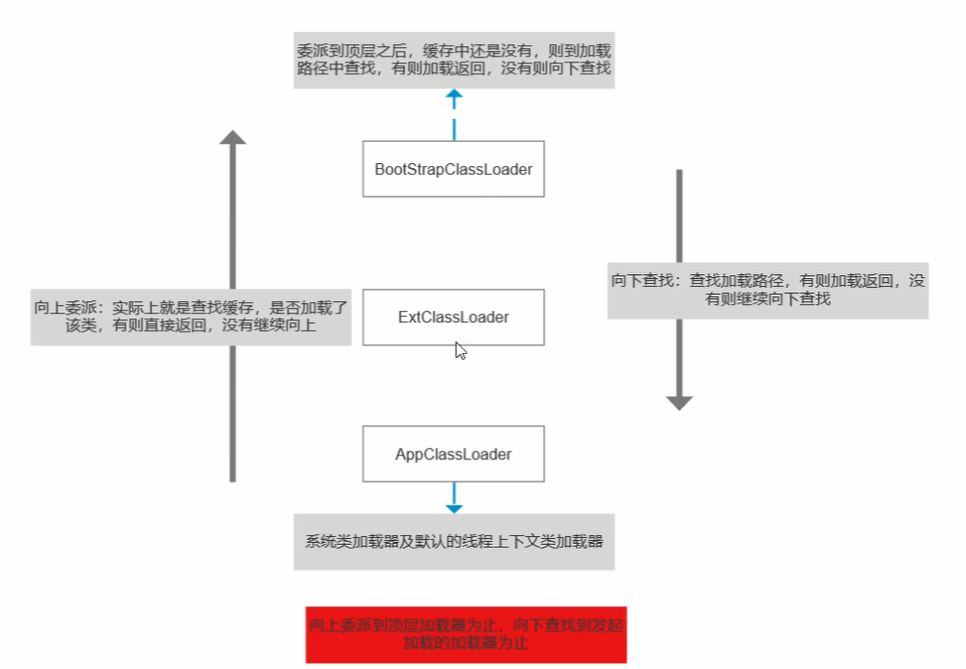 委派到顶层之后，缓存中还是没有，则到加载
路径中查找，有则加载返回，没有则向下查找
BootStrapClassLoader
向下查找：查找加载路径，有则加载返回，没
有则继续向下查找
向上委派：实际上就是查找缓存，是否加载了
该类，有则直接返回，没有继续向上
ExtClassLoader
AppClassLoader
系统类加载器及默认的线程上下文类加载器
向上委派到顶层加载器为止，向下查找到发起
加载的加载器为止